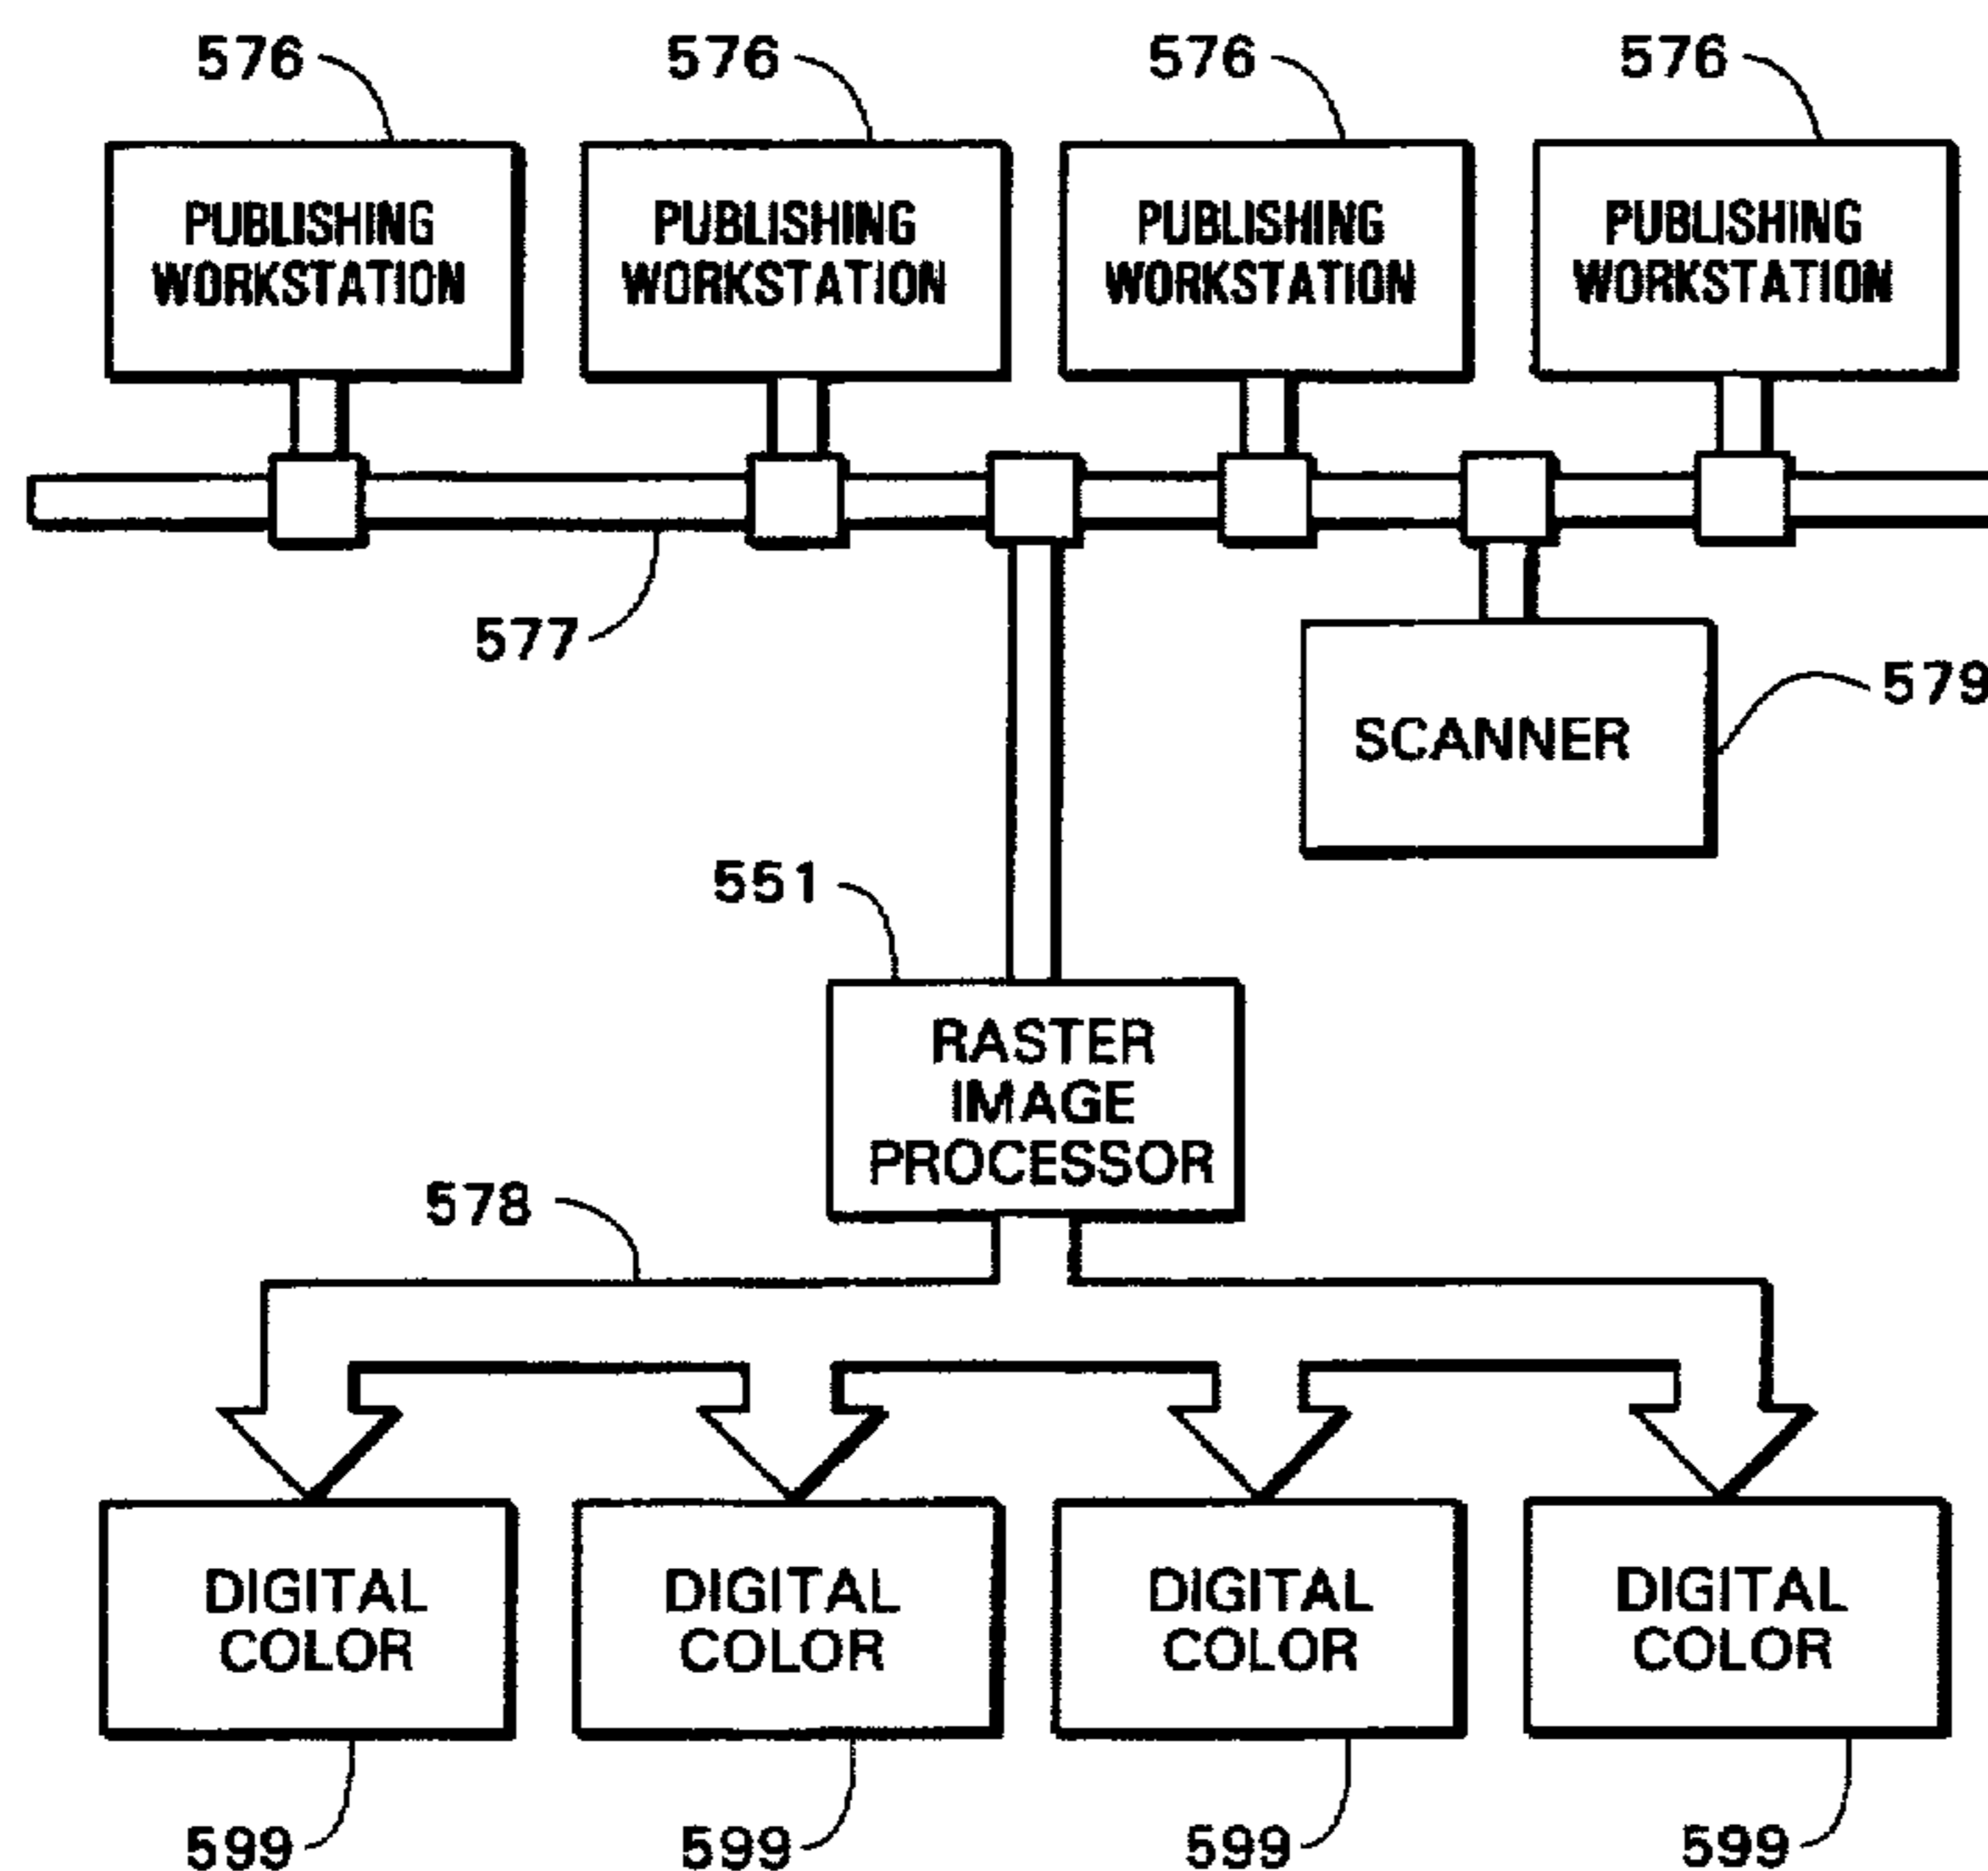 576 576 576 576
PUBLISHING PUBLISHING PUBLISHING PUBLISHING
WORKSTATION WORKSTATION WORKSTATION WORKSTATION
577
579
SCANNER
551
RASTER
IMAGE
PROCESSOR
578
DIGITAL DIGITAL DIGITAL DIGITAL
COLOR COLOR COLOR COLOR
599 599 599 599